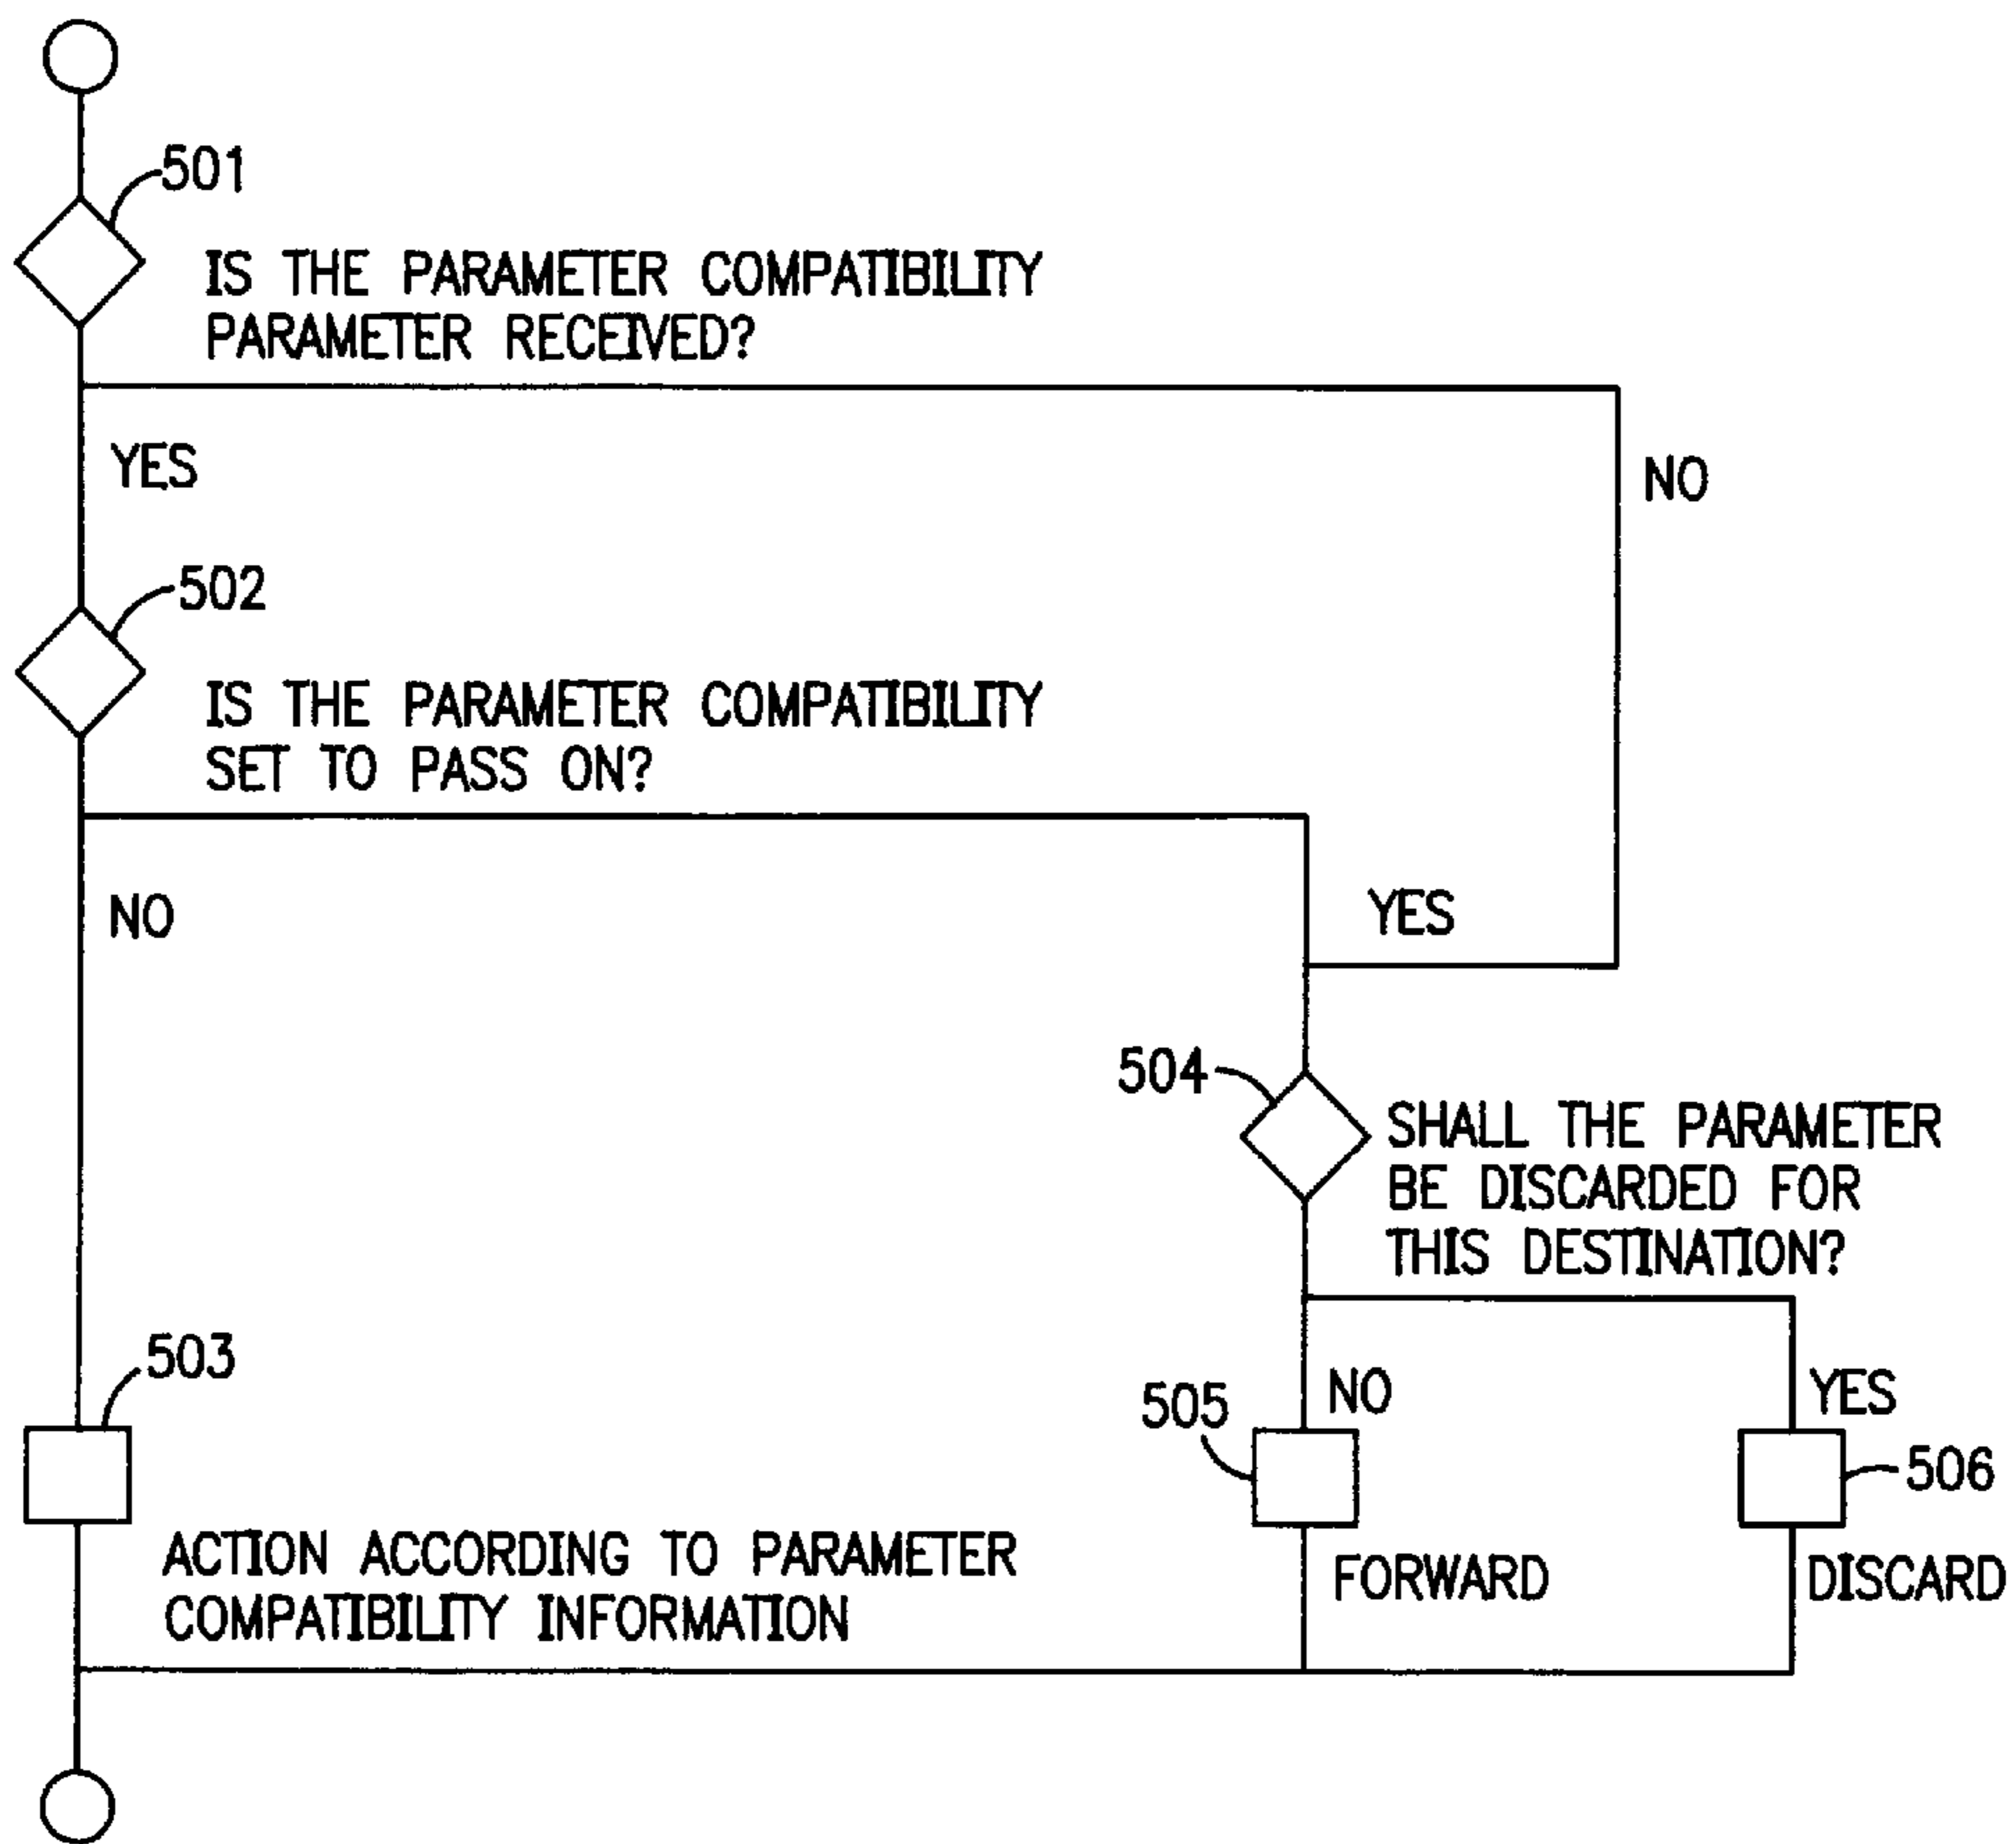 501
IS THE PARAMETER COMPATIBILITY
PARAMETER RECEIVED?
YES
NO
502
IS THE PARAMETER COMPATIBILITY
SET TO PASS ON?
NO
YES
504
SHALL THE PARAMETER
BE DISCARDED FOR
THIS DESTINATION?
503
505
NO
YES
506
ACTION ACCORDING TO PARAMETER
COMPATIBILITY INFORMATION
FORWARD
DISCARD